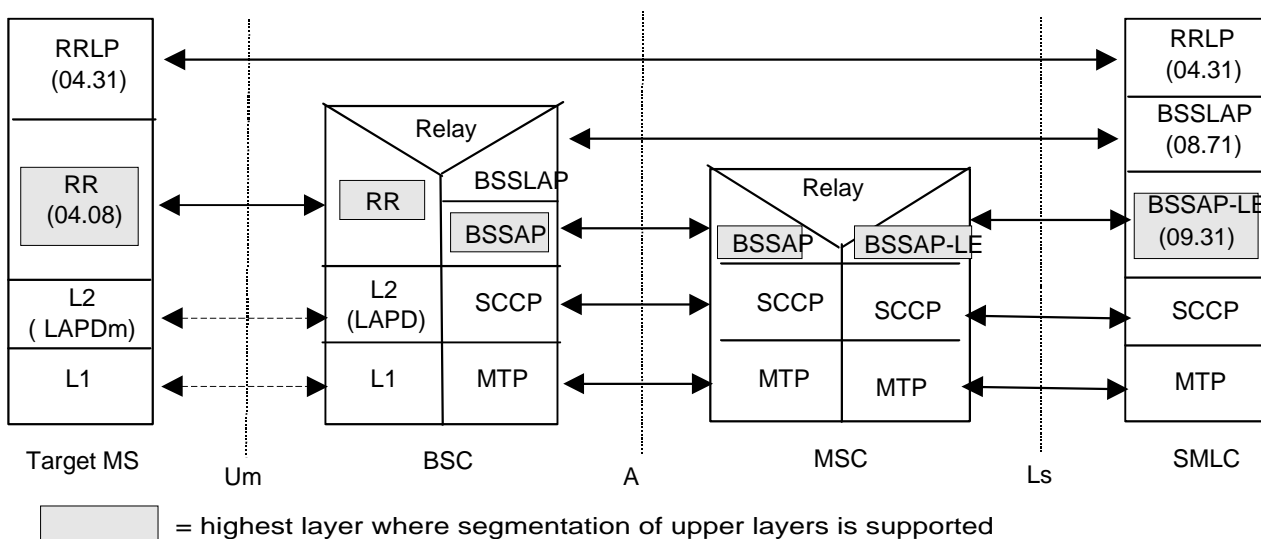 RRLP
(04.31)
RR
(04.08)
L2
( LAPDm)
L1
Target MS
Um
Relay
RR
BSSLAP
BSSAP
L2
(LAPD)
SCCP
L1
MTP
BSC
A
Relay
BSSAP
BSSAP-LE
SCCP
SCCP
MTP
MTP
MSC
Ls
RRLP
(04.31)
BSSLAP
(08.71)
BSSAP-LE
(09.31)
SCCP
MTP
SMLC
= highest layer where segmentation of upper layers is supported